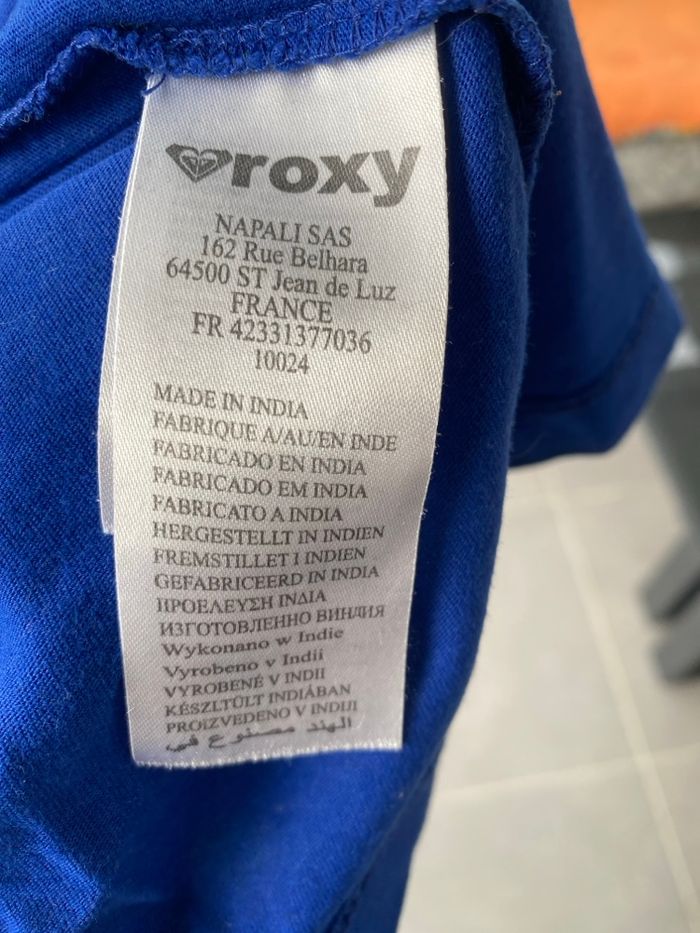 roxy
NAPALI SAS
162 Rue Belhara
64500 ST Jean de Luz
FRANCE
FR 42331377036
10024
MADE IN INDIA
FABRIQUE A/AU/EN INDE
FABRICADO EN INDIA
FABRICADO EM INDIA
FABRICATO A INDIA
HERGESTELLT IN INDIEN
FREMSTILLET I INDIEN
GEFABRICEERD IN INDIA
ΠΡΟΕΛΕΥΣΗ ΙΝΔΙΑ
ИЗГОТОВЛЕННО ВИНДИЯ
Wykonano w Indie
Vyrobeno v Indii
VYROBENÉ V INDII
KÉSZLTÜLT INDIÁBAN
PROIZVEDENO V INDIJI
الهند مصنوع في